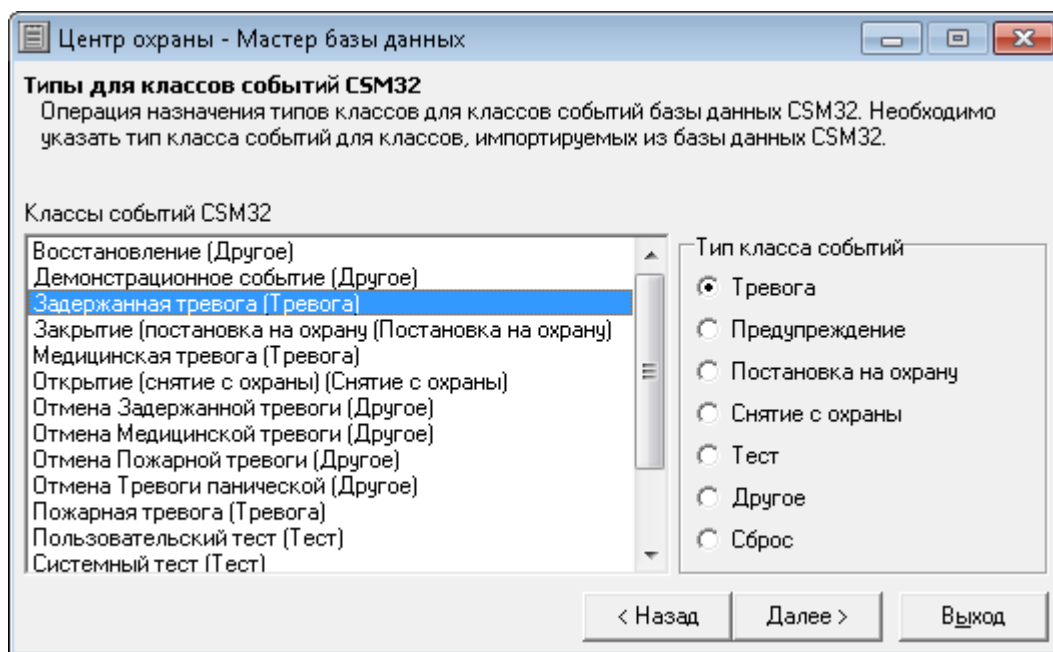 Центр охраны - Мастер базы данных
Типы для классов событий CSM32
Операция назначения типов классов для классов событий базы данных CSM32. Необходимо
указать тип класса событий для классов, импортируемых из базы данных CSM32.
Классы событий CSM32
Восстановление (Другое)
Демонстрационное событие (Другое)
Задержанная тревога (Тревога)
Закрытие (постановка на охрану (Постановка на охрану)
Медицинская тревога (Тревога)
Открытие (снятие с охраны) (Снятие с охраны)
Отмена Задержанной тревоги (Другое)
Отмена Медицинской тревоги (Другое)
Отмена Пожарной тревоги (Другое)
Отмена Тревоги панической (Другое)
Пожарная тревога (Тревога)
Пользовательский тест (Тест)
Системный тест (Тест)
Тип класса событий
Тревога
Предупреждение
Постановка на охрану
Снятие с охраны
Тест
Другое
Сброс
< Назад
Далее >
Выход